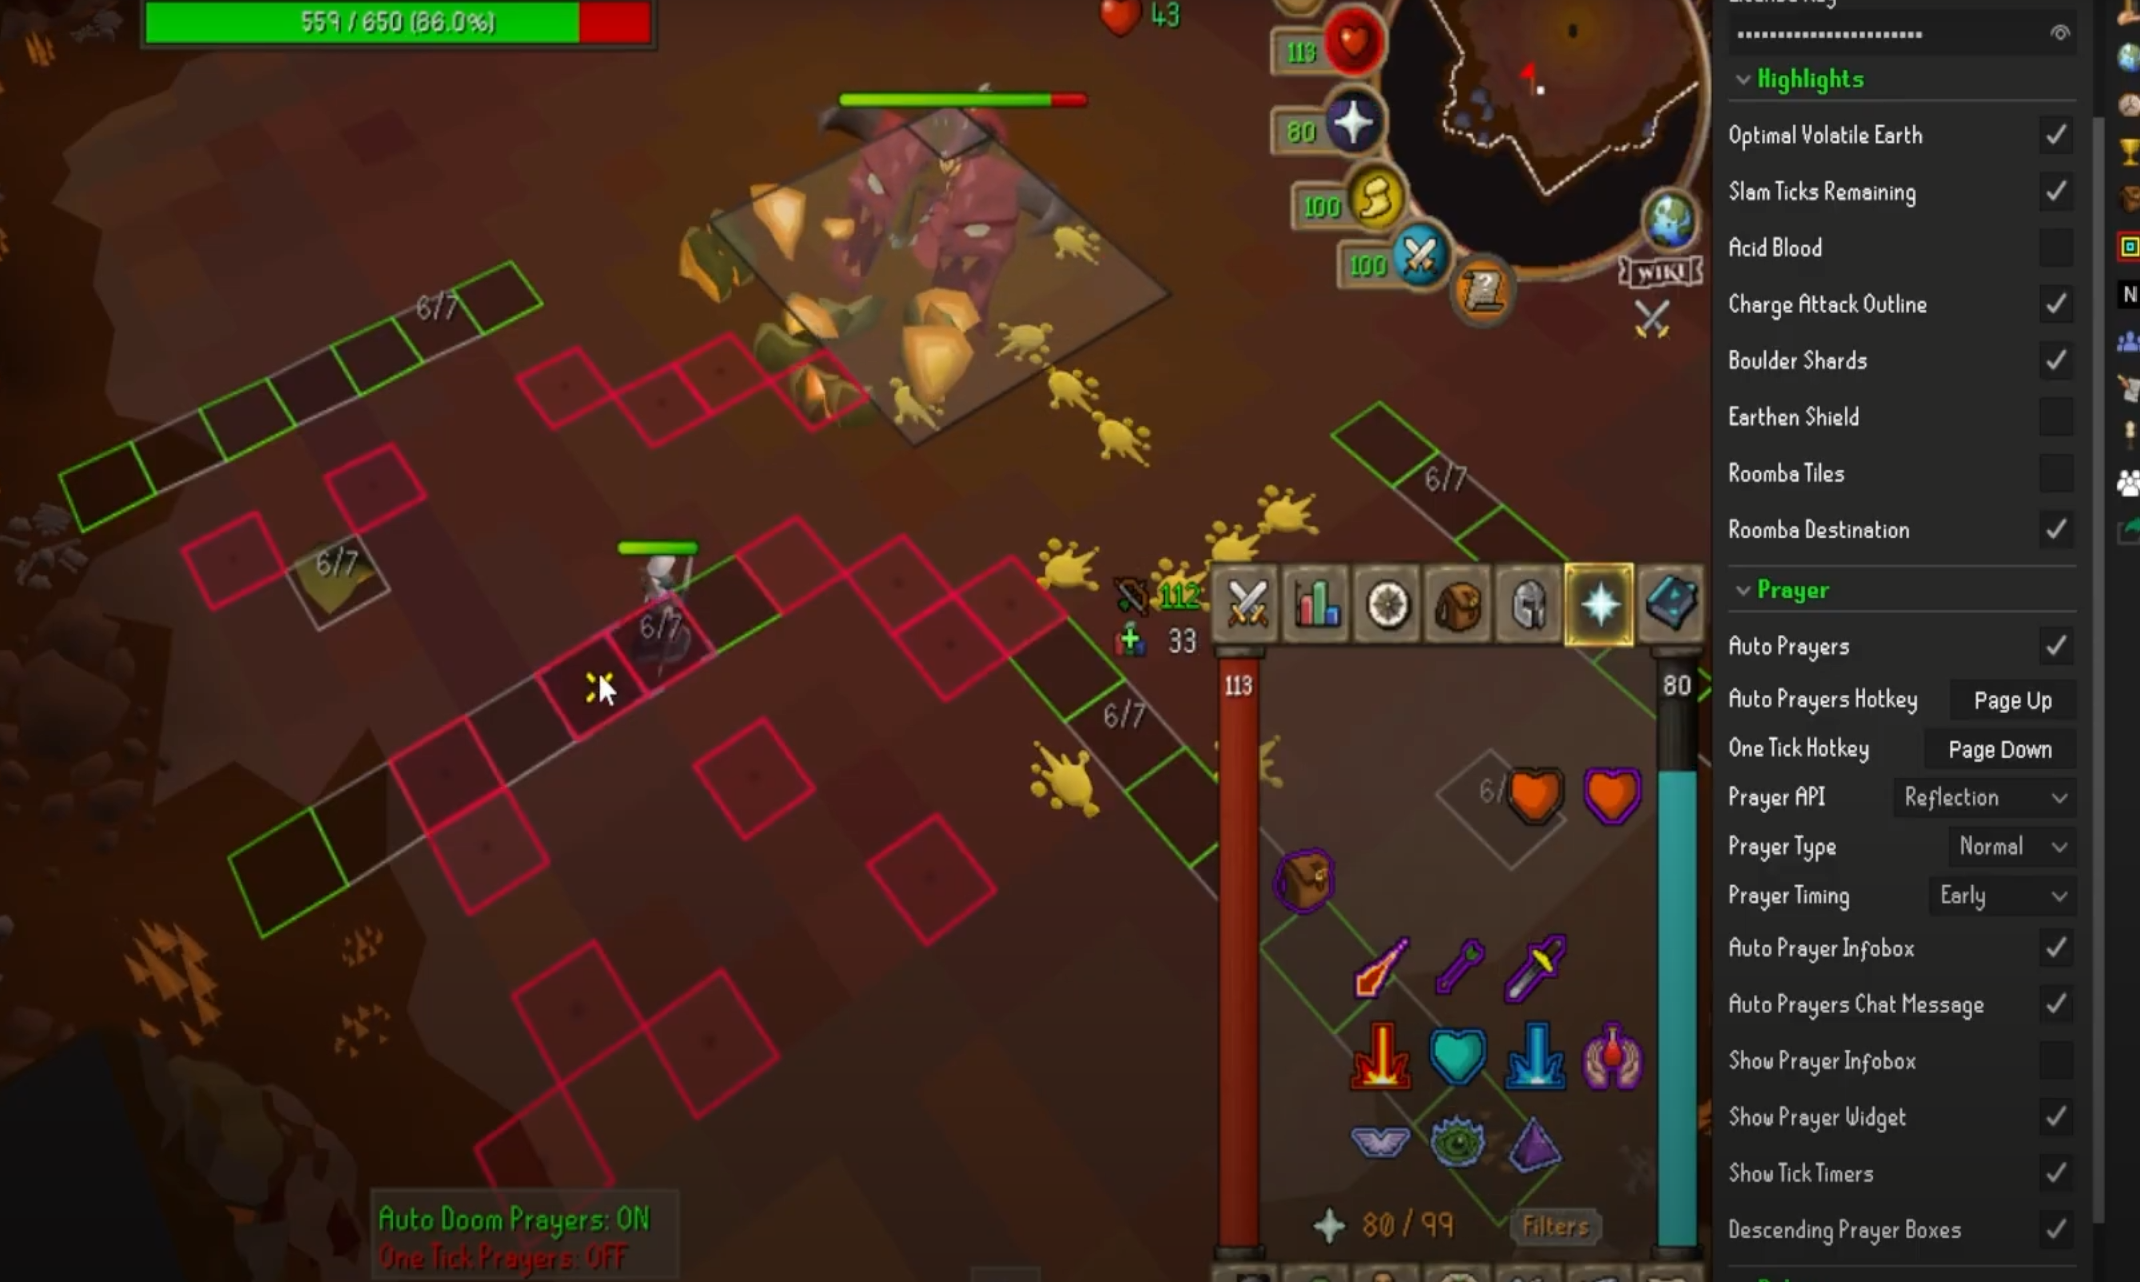 559 / 650 (86.0%)
43
113
80
100
100
WIKI
6/7
6/7
6/7
6/7
6/7
112
33
113
80
6/
80 / 99
Filters
Auto Doom Prayers: ON
One Tick Prayers: OFF
••••••••••••••••••••••••
Highlights
Optimal Volatile Earth
Slam Ticks Remaining
Acid Blood
Charge Attack Outline
Boulder Shards
Earthen Shield
Roomba Tiles
Roomba Destination
Prayer
Auto Prayers
Auto Prayers Hotkey Page Up
One Tick Hotkey Page Down
Prayer API Reflection
Prayer Type Normal
Prayer Timing Early
Auto Prayer Infobox
Auto Prayers Chat Message
Show Prayer Infobox
Show Prayer Widget
Show Tick Timers
Descending Prayer Boxes
N